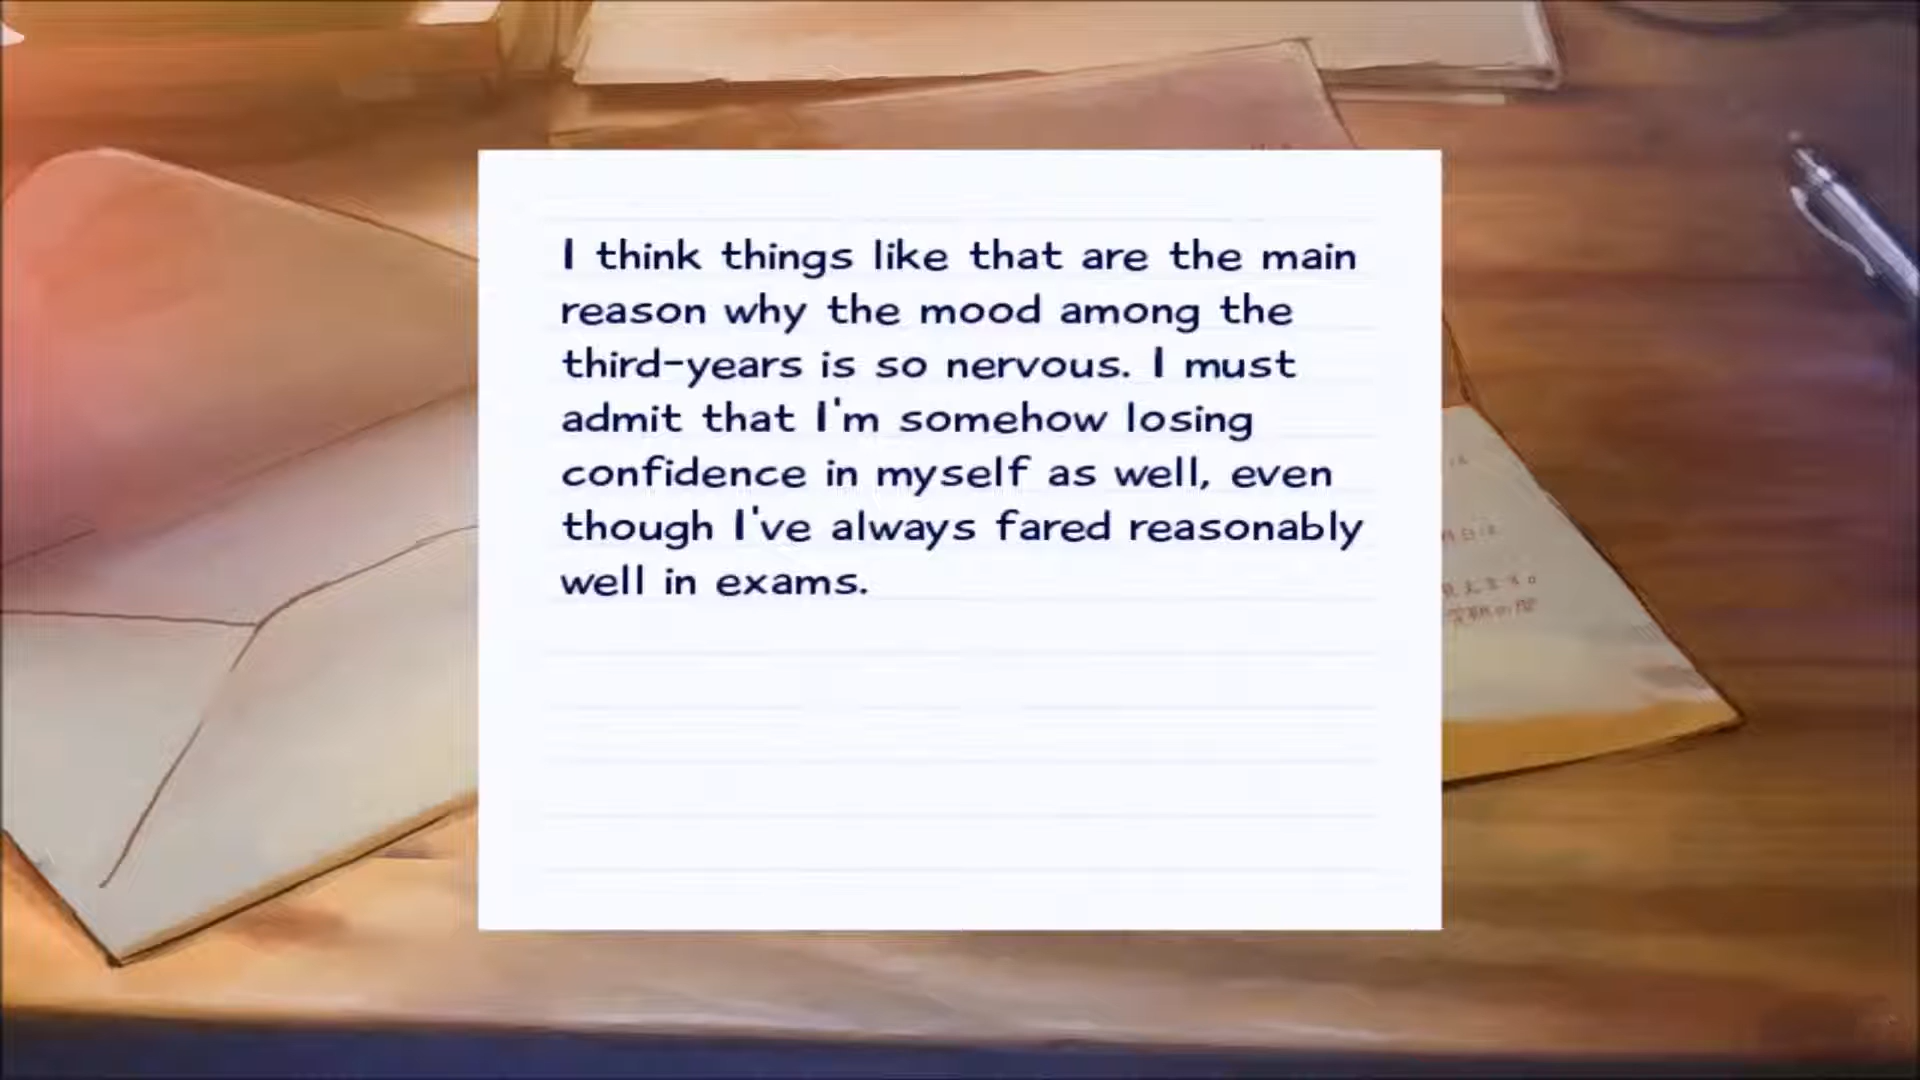 I think things like that are the main
reason why the mood among the
third-years is so nervous. I must
admit that I'm somehow losing
confidence in myself as well, even
though I've always fared reasonably
well in exams.